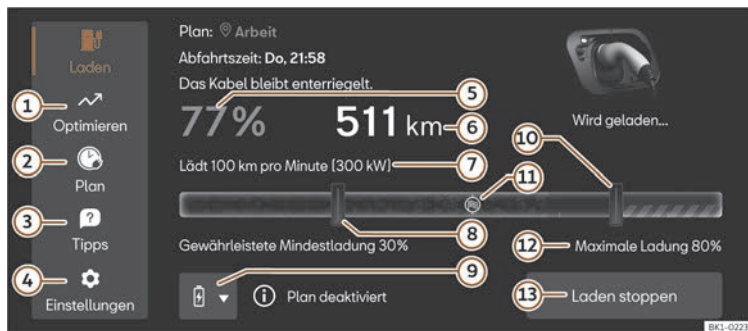 Laden
1
Optimieren
2
Plan
3
Tipps
4
Einstellungen
Plan: Arbeit
Abfahrtszeit: Do, 21:58
Das Kabel bleibt enterriegelt.
77%
5
511 km
6
Lädt 100 km pro Minute (300 kW)
7
Wird geladen...
10
11
8
Gewährleistete Mindestladung 30%
12
Maximale Ladung 80%
9
Plan deaktiviert
13
Laden stoppen
BK1-0223